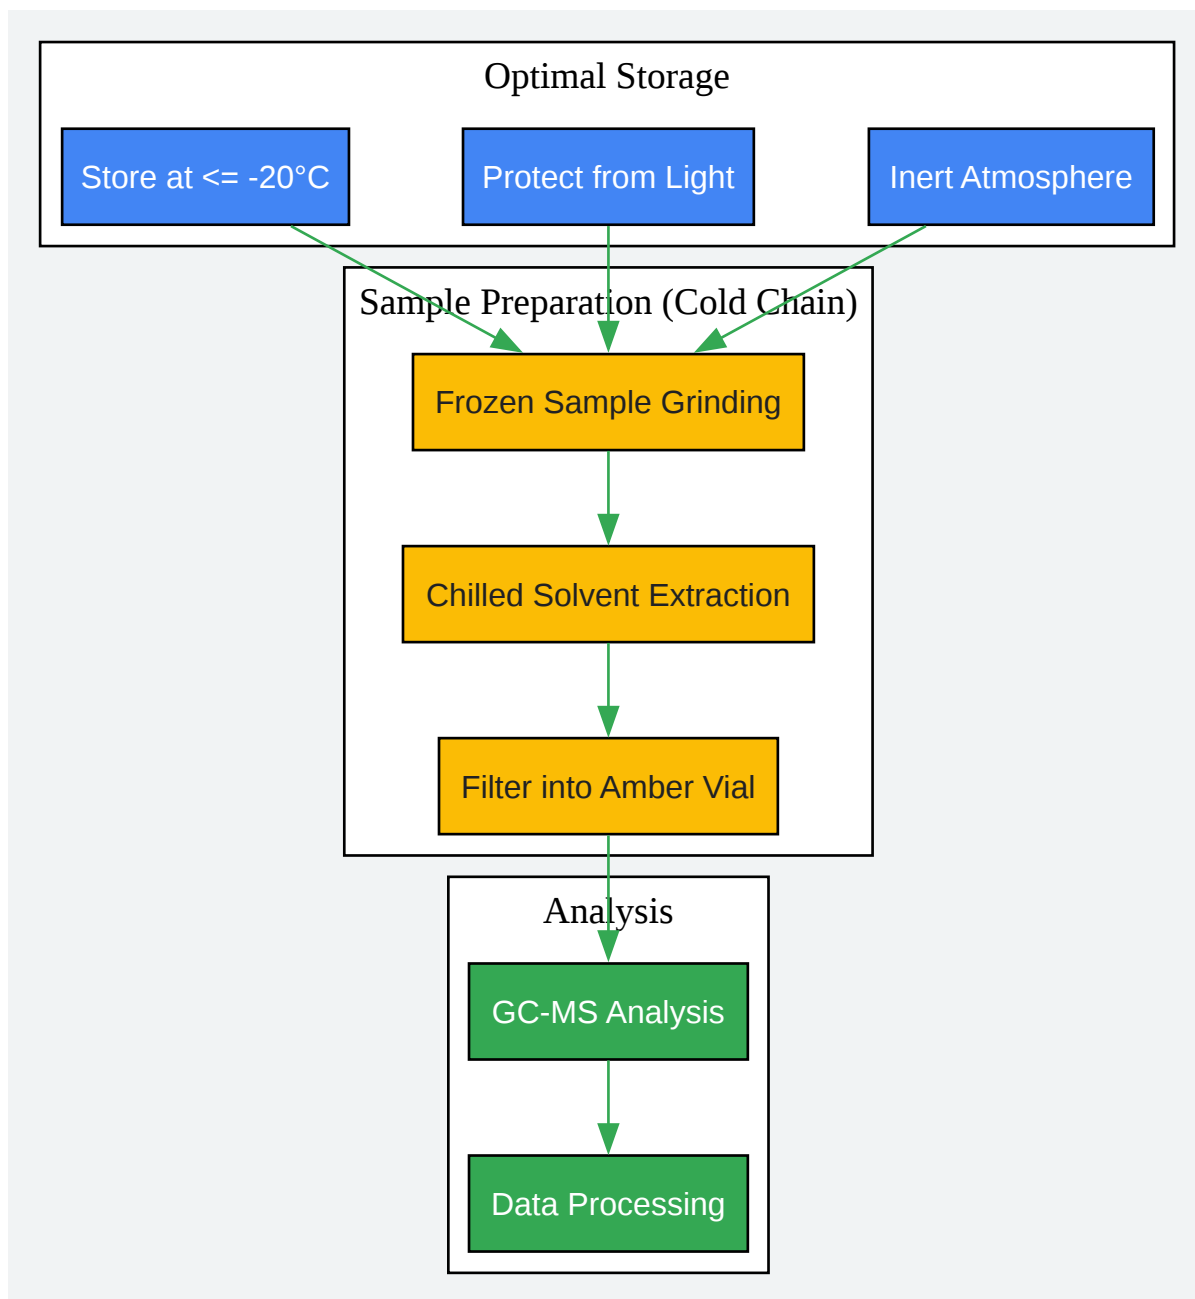 Optimal Storage
Store at <= -20°C
Protect from Light
Inert Atmosphere
Sample Preparation (Cold Chain)
Frozen Sample Grinding
Chilled Solvent Extraction
Filter into Amber Vial
Analysis
GC-MS Analysis
Data Processing